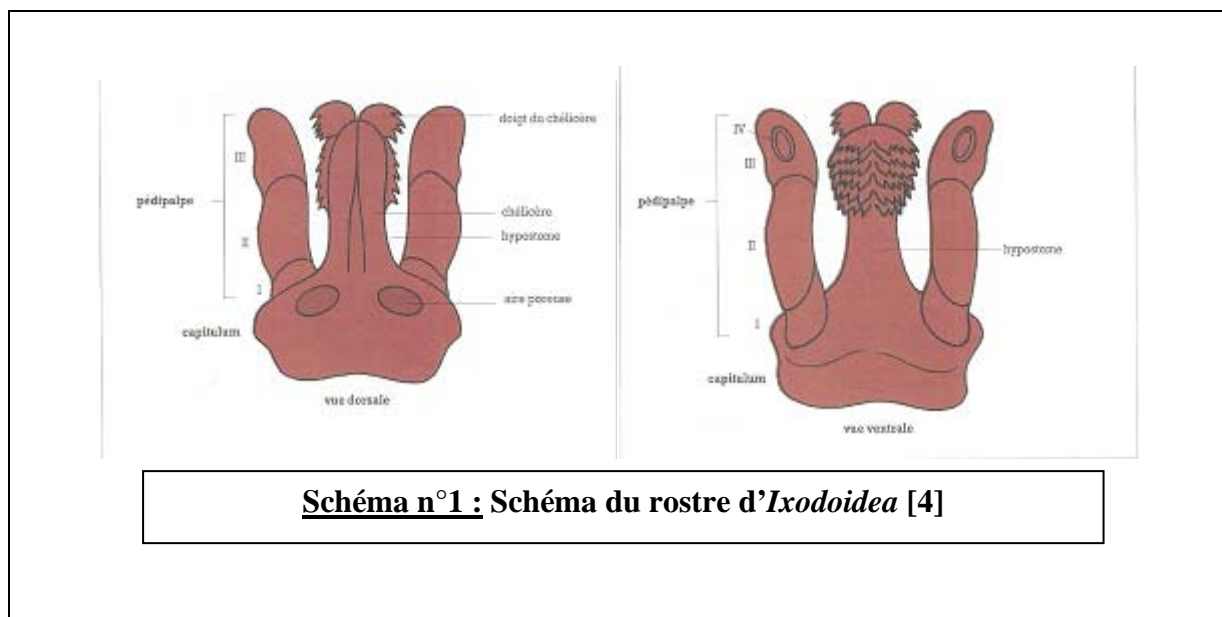 doigt du chélicère
III
pédipalpe
chélicère
II
hypostome
I
aire poreuse
capitulum
vue dorsale
IV
III
pédipalpe
II
hypostome
I
capitulum
vue ventrale
Schéma n°1 : Schéma du rostre d’Ixodoidea [4]